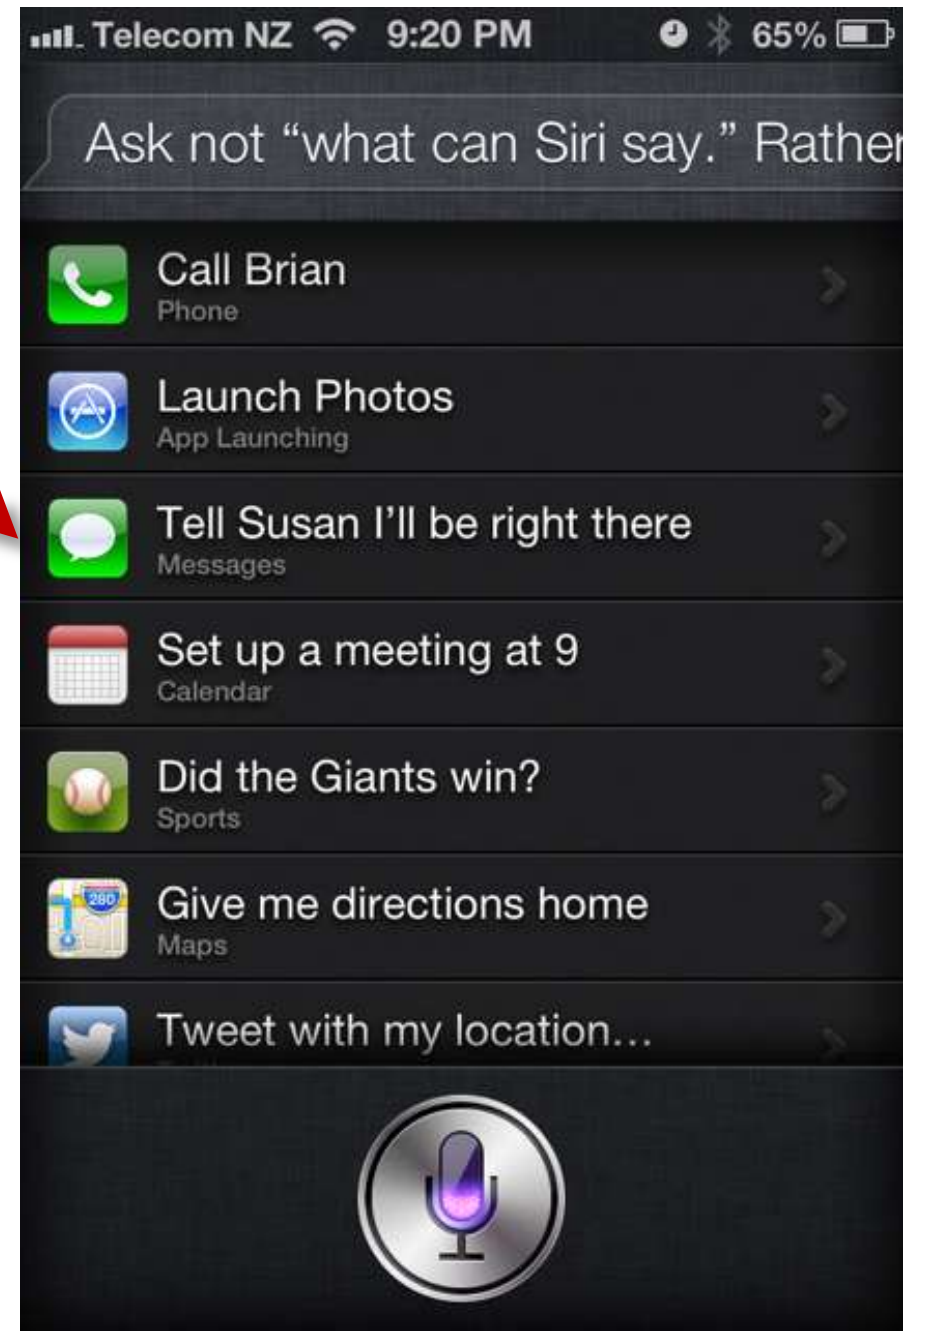 Telecom NZ 9:20 PM 65%
Ask not “what can Siri say.” Rather
Call Brian
Phone
Launch Photos
App Launching
Tell Susan I’ll be right there
Messages
Set up a meeting at 9
Calendar
Did the Giants win?
Sports
280
Give me directions home
Maps
Tweet with my location...